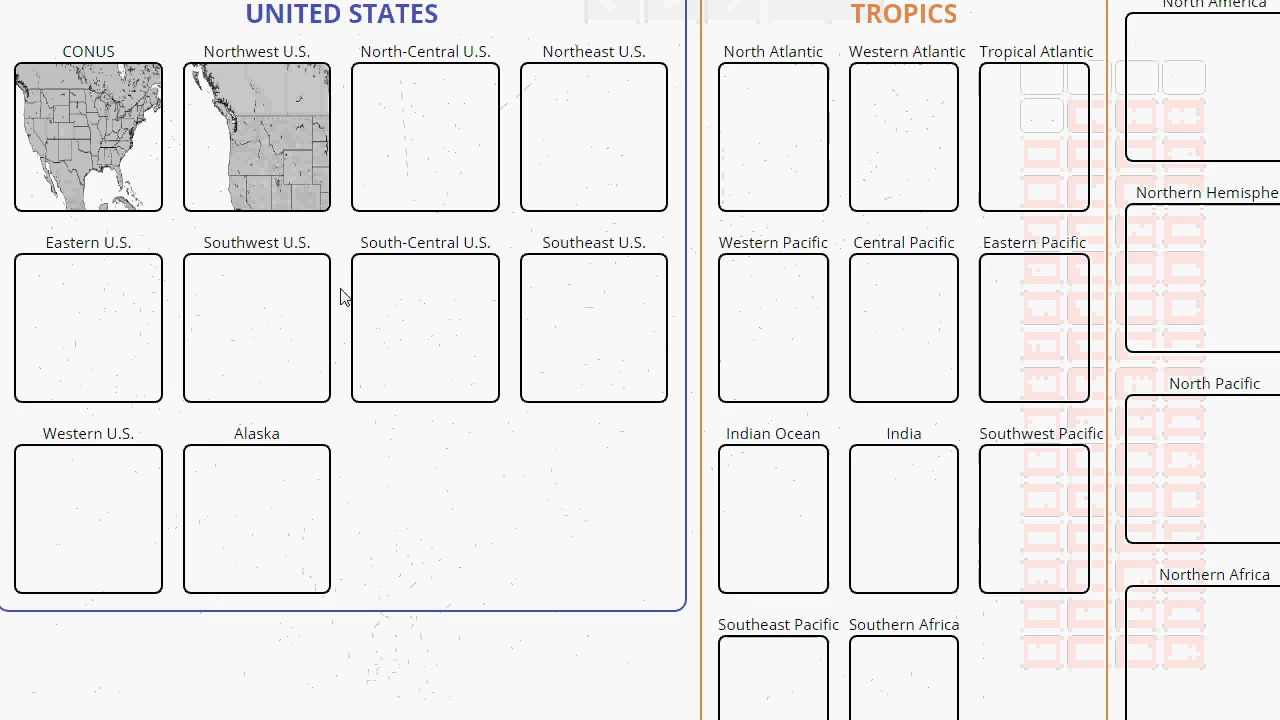 UNITED STATES
CONUS
Northwest U.S.
North-Central U.S.
Northeast U.S.
Eastern U.S.
Southwest U.S.
South-Central U.S.
Southeast U.S.
Western U.S.
Alaska
TROPICS
North Atlantic
Western Atlantic
Tropical Atlantic
Western Pacific
Central Pacific
Eastern Pacific
Indian Ocean
India
Southwest Pacific
Southeast Pacific
Southern Africa
North America
Northern Hemisphe
North Pacific
Northern Africa